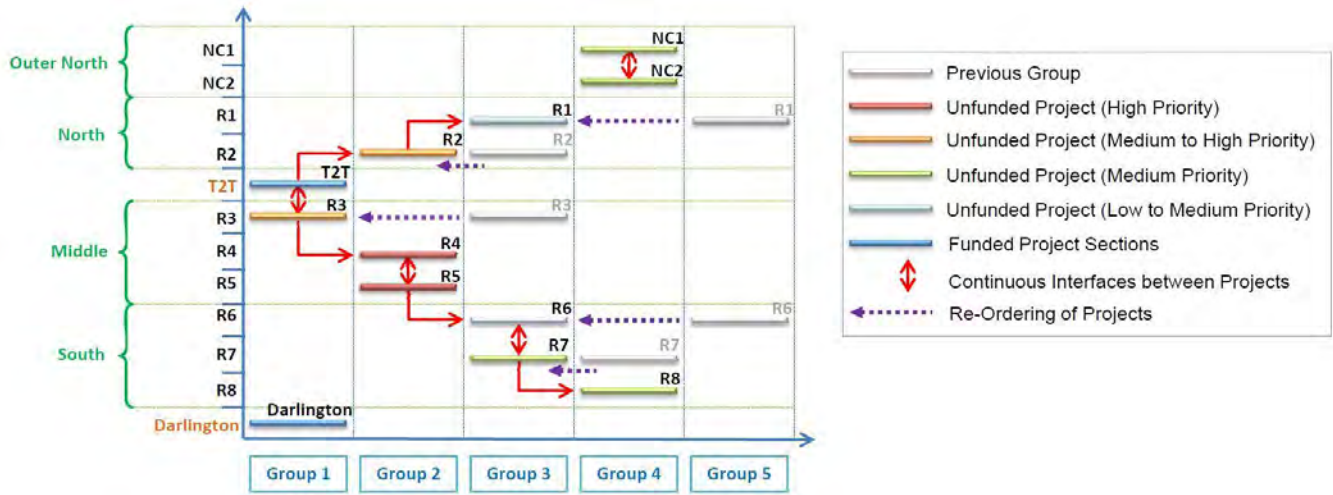 Outer North
NC1
NC2
NC1
NC2
North
R1
R2
R1
R1
R2
R2
T2T
T2T
Middle
R3
R4
R5
R3
R3
R4
R5
South
R6
R7
R8
R6
R6
R7
R7
R8
Darlington
Darlington
Group 1
Group 2
Group 3
Group 4
Group 5
Previous Group
Unfunded Project (High Priority)
Unfunded Project (Medium to High Priority)
Unfunded Project (Medium Priority)
Unfunded Project (Low to Medium Priority)
Funded Project Sections
Continuous Interfaces between Projects
Re-Ordering of Projects